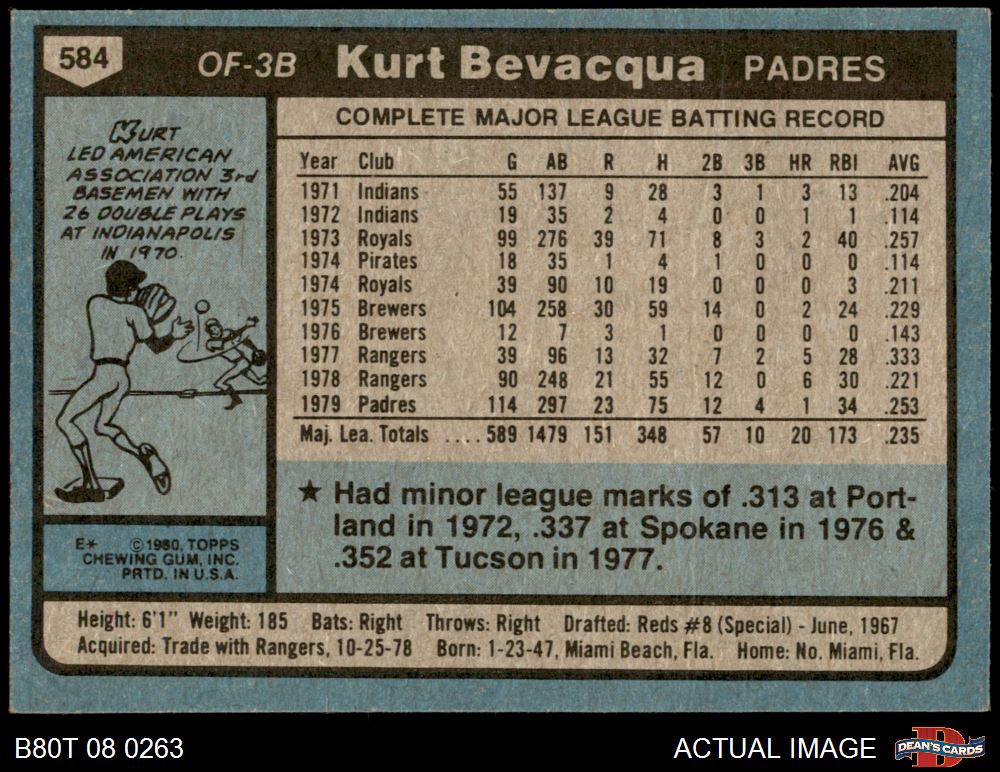 584 OF-3B Kurt Bevacqua PADRES
KURT
LED AMERICAN
ASSOCIATION 3rd
BASEMEN WITH
26 DOUBLE PLAYS
AT INDIANAPOLIS
IN 1970.
COMPLETE MAJOR LEAGUE BATTING RECORD
Year Club G AB R H 2B 3B HR RBI AVG
1971 Indians 55 137 9 28 3 1 3 13 .204
1972 Indians 19 35 2 4 0 0 1 1 .114
1973 Royals 99 276 39 71 8 3 2 40 .257
1974 Pirates 18 35 1 4 1 0 0 0 .114
1974 Royals 39 90 10 19 0 0 0 3 .211
1975 Brewers 104 258 30 59 14 0 2 24 .229
1976 Brewers 12 7 3 1 0 0 0 0 .143
1977 Rangers 39 96 13 32 7 2 5 28 .333
1978 Rangers 90 248 21 55 12 0 6 30 .221
1979 Padres 114 297 23 75 12 4 1 34 .253
Maj. Lea. Totals .... 589 1479 151 348 57 10 20 173 .235
★ Had minor league marks of .313 at Port-
land in 1972, .337 at Spokane in 1976 &
.352 at Tucson in 1977.
E* ©1980, TOPPS
CHEWING GUM, INC.
PRTD. IN U.S.A.
Height: 6'1" Weight: 185 Bats: Right Throws: Right Drafted: Reds #8 (Special) - June, 1967
Acquired: Trade with Rangers, 10-25-78 Born: 1-23-47, Miami Beach, Fla. Home: No. Miami, Fla.
B80T 08 0263 ACTUAL IMAGE DEAN'S CARDS